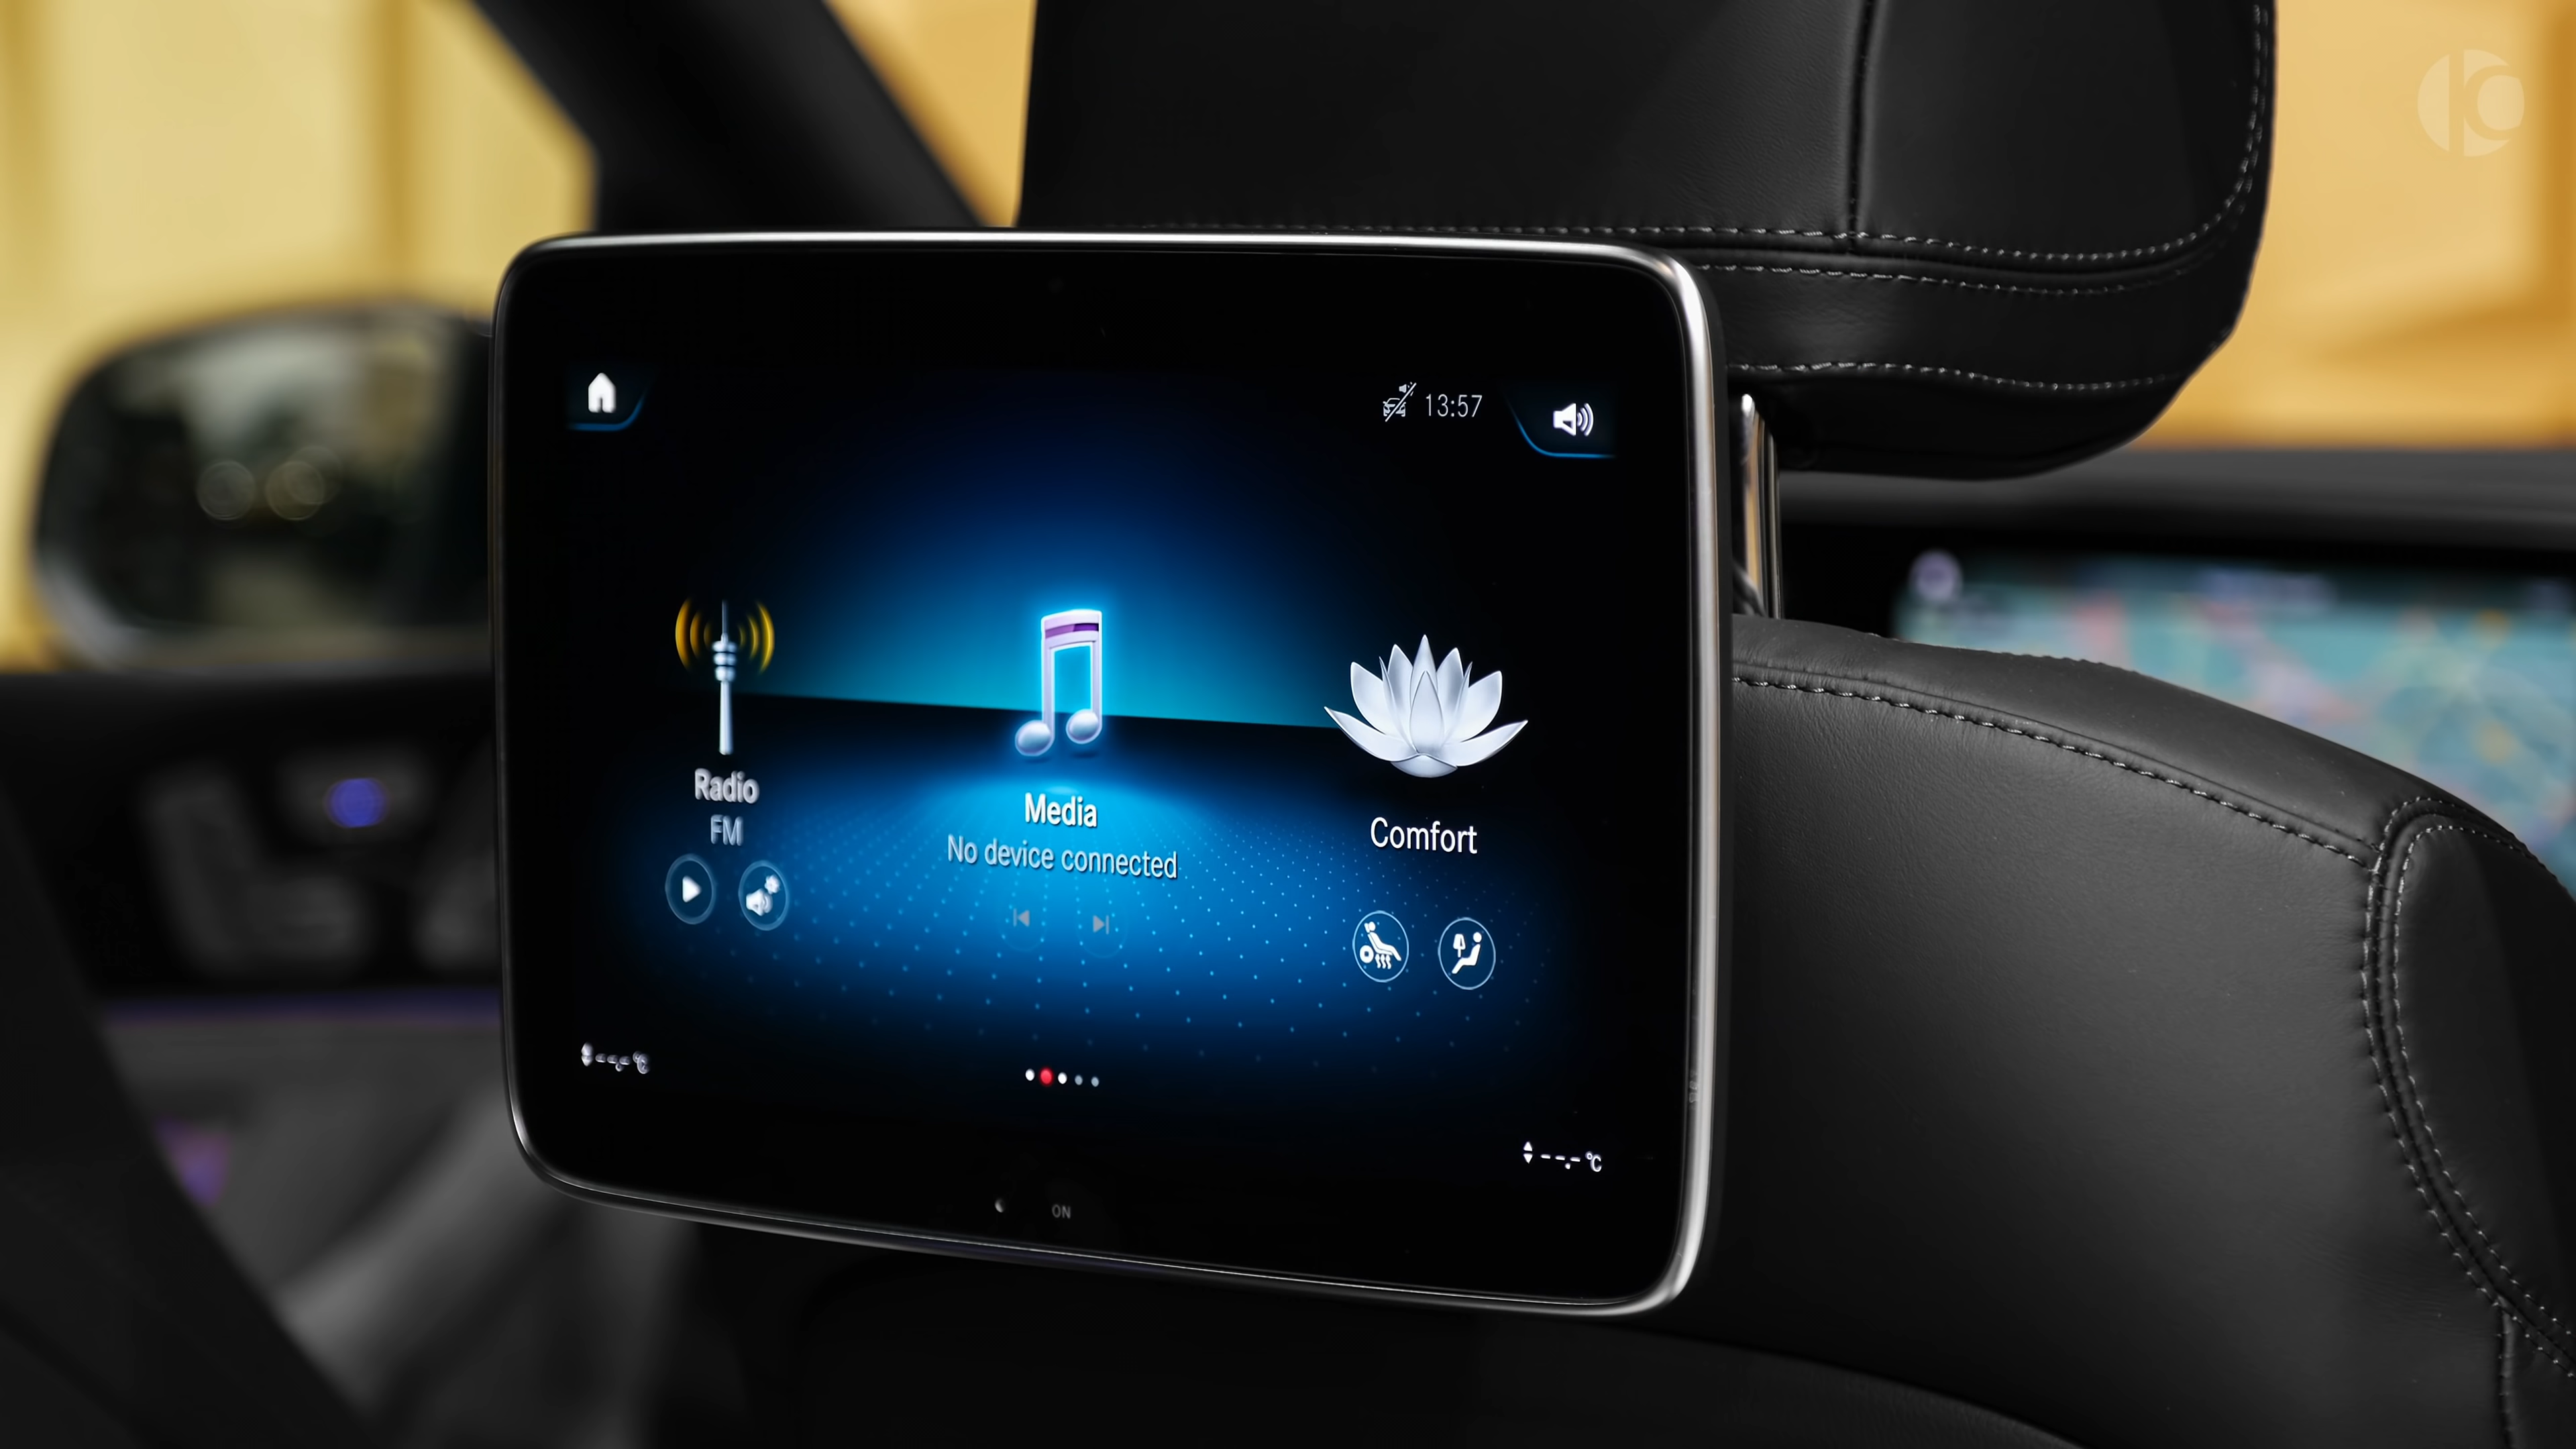 13:57
Radio
FM
Media
No device connected
Comfort
--.-°C
--.-°C
ON